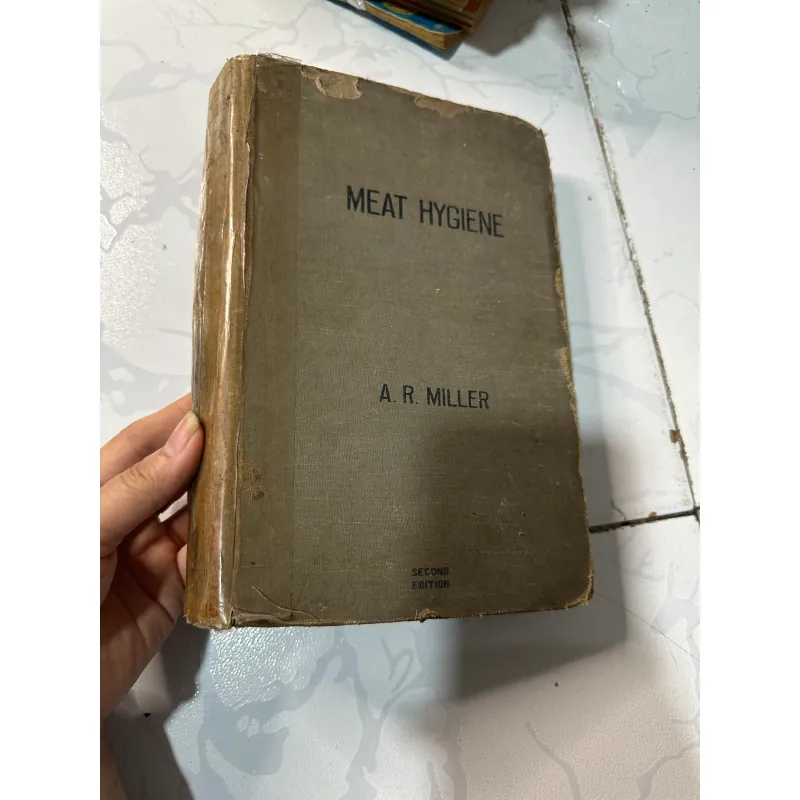 MEAT HYGIENE
A. R. MILLER
SECOND
EDITION